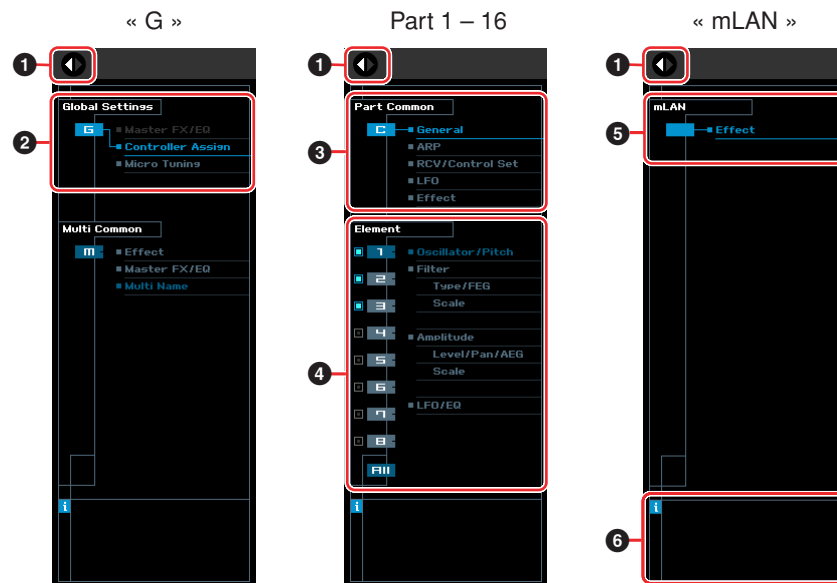 « G »
1
Global Settings
2
G
Master FX/EQ
Controller Assign
Micro Tuning
Multi Common
m
Effect
Master FX/EQ
Multi Name
i
Part 1 – 16
1
Part Common
3
C
General
ARP
RCV/Control Set
LFO
Effect
Element
4
1
Oscillator/Pitch
2
Filter
Type/FEG
3
Scale
4
Amplitude
5
Level/Pan/AEG
Scale
6
7
LFO/EQ
8
All
i
« mLAN »
1
mLAN
5
Effect
6
i